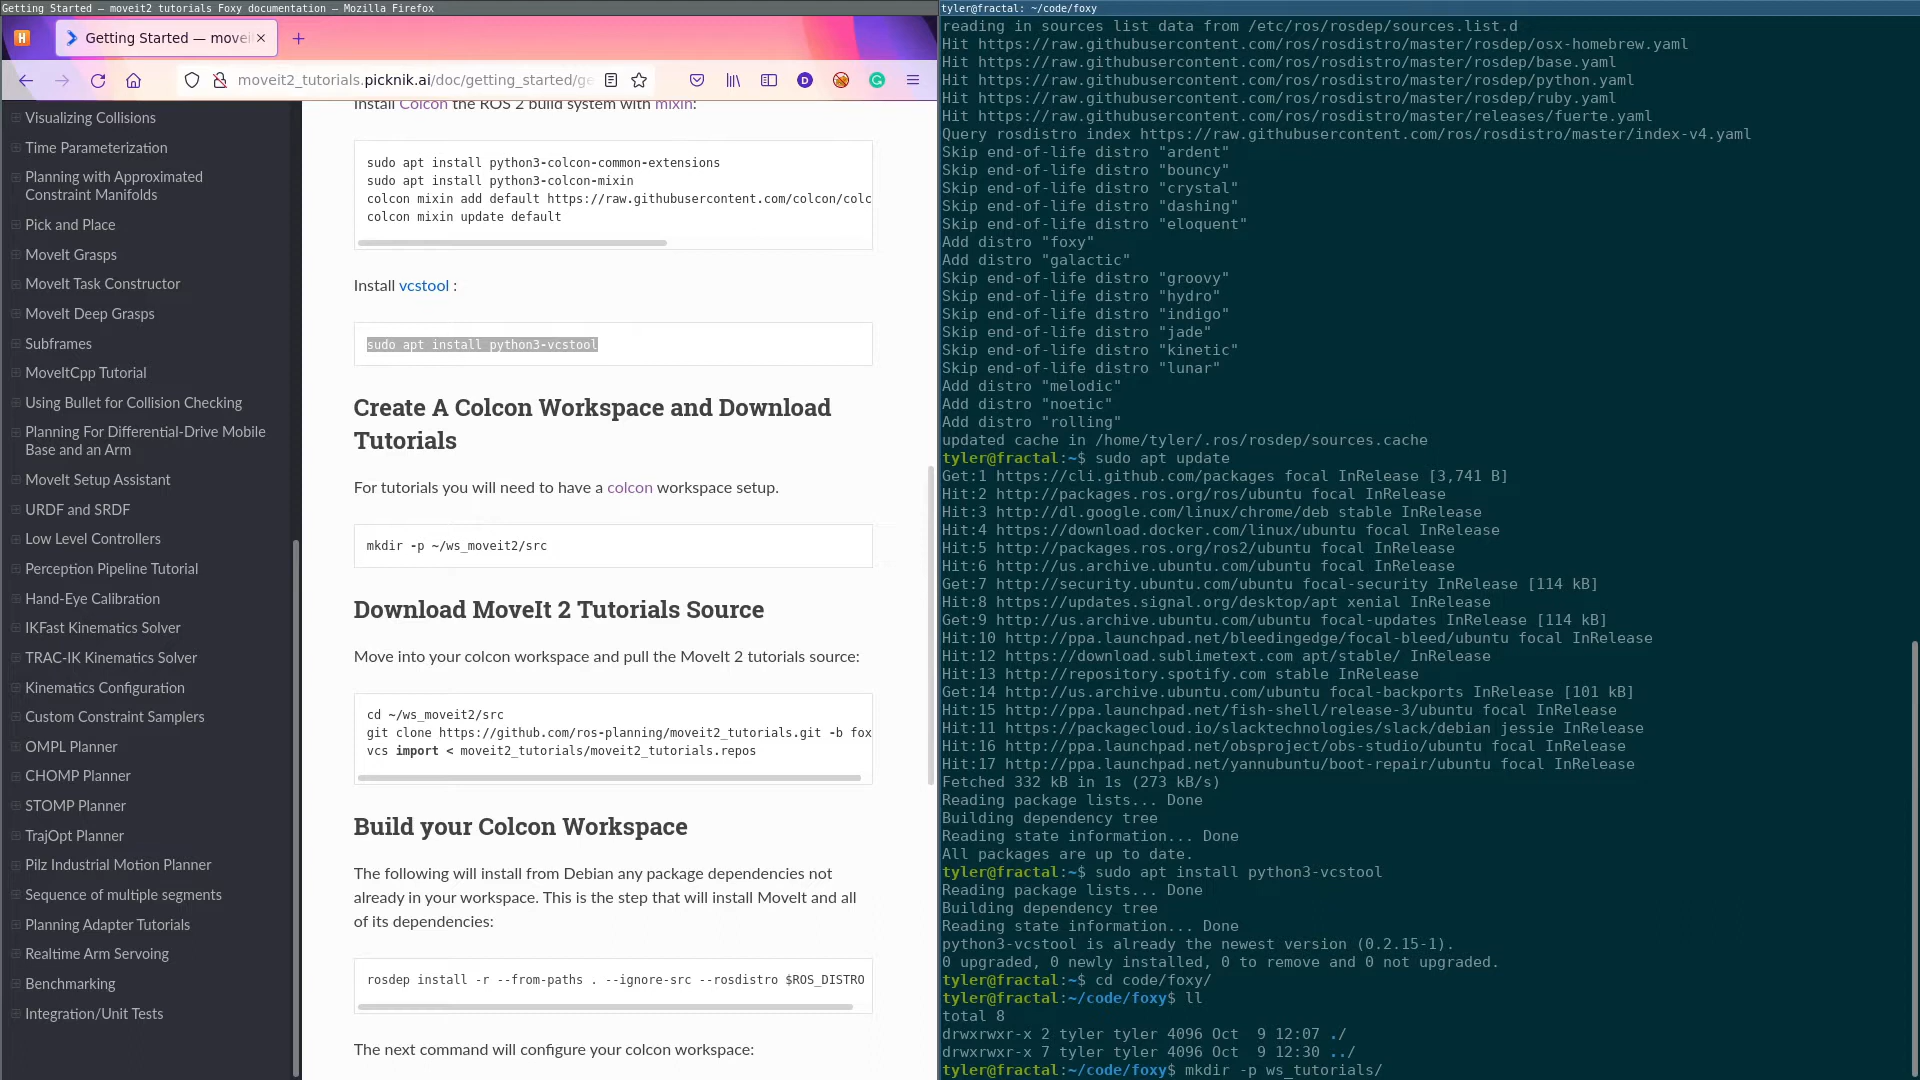 Getting Started — moveit2 tutorials Foxy documentation — Mozilla Firefox
H
Getting Started — movei
moveit2_tutorials.picknik.ai/doc/getting_started/ge
D
G
Visualizing Collisions
Time Parameterization
Planning with Approximated
Constraint Manifolds
Pick and Place
MoveIt Grasps
MoveIt Task Constructor
MoveIt Deep Grasps
Subframes
MoveItCpp Tutorial
Using Bullet for Collision Checking
Planning For Differential-Drive Mobile
Base and an Arm
MoveIt Setup Assistant
URDF and SRDF
Low Level Controllers
Perception Pipeline Tutorial
Hand-Eye Calibration
IKFast Kinematics Solver
TRAC-IK Kinematics Solver
Kinematics Configuration
Custom Constraint Samplers
OMPL Planner
CHOMP Planner
STOMP Planner
TrajOpt Planner
Pilz Industrial Motion Planner
Sequence of multiple segments
Planning Adapter Tutorials
Realtime Arm Servoing
Benchmarking
Integration/Unit Tests
Install Colcon the ROS 2 build system with mixin:
sudo apt install python3-colcon-common-extensions
sudo apt install python3-colcon-mixin
colcon mixin add default https://raw.githubusercontent.com/colcon/colc
colcon mixin update default
Install vcstool :
sudo apt install python3-vcstool
Create A Colcon Workspace and Download
Tutorials
For tutorials you will need to have a colcon workspace setup.
mkdir -p ~/ws_moveit2/src
Download MoveIt 2 Tutorials Source
Move into your colcon workspace and pull the MoveIt 2 tutorials source:
cd ~/ws_moveit2/src
git clone https://github.com/ros-planning/moveit2_tutorials.git -b fox
vcs import < moveit2_tutorials/moveit2_tutorials.repos
Build your Colcon Workspace
The following will install from Debian any package dependencies not
already in your workspace. This is the step that will install MoveIt and all
of its dependencies:
rosdep install -r --from-paths . --ignore-src --rosdistro $ROS_DISTRO
The next command will configure your colcon workspace:
tyler@fractal: ~/code/foxy
reading in sources list data from /etc/ros/rosdep/sources.list.d
Hit https://raw.githubusercontent.com/ros/rosdistro/master/rosdep/osx-homebrew.yaml
Hit https://raw.githubusercontent.com/ros/rosdistro/master/rosdep/base.yaml
Hit https://raw.githubusercontent.com/ros/rosdistro/master/rosdep/python.yaml
Hit https://raw.githubusercontent.com/ros/rosdistro/master/rosdep/ruby.yaml
Hit https://raw.githubusercontent.com/ros/rosdistro/master/releases/fuerte.yaml
Query rosdistro index https://raw.githubusercontent.com/ros/rosdistro/master/index-v4.yaml
Skip end-of-life distro "ardent"
Skip end-of-life distro "bouncy"
Skip end-of-life distro "crystal"
Skip end-of-life distro "dashing"
Skip end-of-life distro "eloquent"
Add distro "foxy"
Add distro "galactic"
Skip end-of-life distro "groovy"
Skip end-of-life distro "hydro"
Skip end-of-life distro "indigo"
Skip end-of-life distro "jade"
Skip end-of-life distro "kinetic"
Skip end-of-life distro "lunar"
Add distro "melodic"
Add distro "noetic"
Add distro "rolling"
updated cache in /home/tyler/.ros/rosdep/sources.cache
tyler@fractal:~$ sudo apt update
Get:1 https://cli.github.com/packages focal InRelease [3,741 B]
Hit:2 http://packages.ros.org/ros/ubuntu focal InRelease
Hit:3 http://dl.google.com/linux/chrome/deb stable InRelease
Hit:4 https://download.docker.com/linux/ubuntu focal InRelease
Hit:5 http://packages.ros.org/ros2/ubuntu focal InRelease
Hit:6 http://us.archive.ubuntu.com/ubuntu focal InRelease
Get:7 http://security.ubuntu.com/ubuntu focal-security InRelease [114 kB]
Hit:8 https://updates.signal.org/desktop/apt xenial InRelease
Get:9 http://us.archive.ubuntu.com/ubuntu focal-updates InRelease [114 kB]
Hit:10 http://ppa.launchpad.net/bleedingedge/focal-bleed/ubuntu focal InRelease
Hit:12 https://download.sublimetext.com apt/stable/ InRelease
Hit:13 http://repository.spotify.com stable InRelease
Get:14 http://us.archive.ubuntu.com/ubuntu focal-backports InRelease [101 kB]
Hit:15 http://ppa.launchpad.net/fish-shell/release-3/ubuntu focal InRelease
Hit:11 https://packagecloud.io/slacktechnologies/slack/debian jessie InRelease
Hit:16 http://ppa.launchpad.net/obsproject/obs-studio/ubuntu focal InRelease
Hit:17 http://ppa.launchpad.net/yannubuntu/boot-repair/ubuntu focal InRelease
Fetched 332 kB in 1s (273 kB/s)
Reading package lists... Done
Building dependency tree
Reading state information... Done
All packages are up to date.
tyler@fractal:~$ sudo apt install python3-vcstool
Reading package lists... Done
Building dependency tree
Reading state information... Done
python3-vcstool is already the newest version (0.2.15-1).
0 upgraded, 0 newly installed, 0 to remove and 0 not upgraded.
tyler@fractal:~$ cd code/foxy/
tyler@fractal:~/code/foxy$ ll
total 8
drwxrwxr-x 2 tyler tyler 4096 Oct  9 12:07 ./
drwxrwxr-x 7 tyler tyler 4096 Oct  9 12:30 ../
tyler@fractal:~/code/foxy$ mkdir -p ws_tutorials/